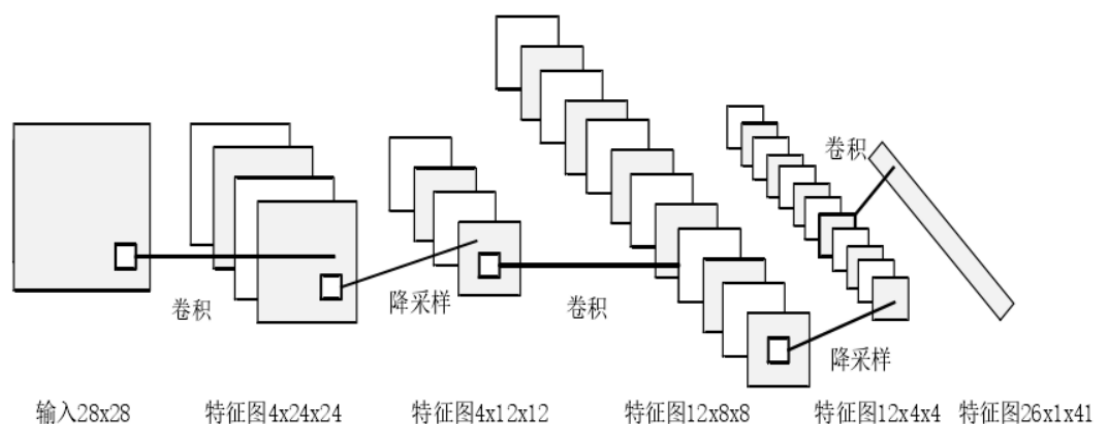 卷积
卷积
降采样
卷积
降采样
输入28x28
特征图4x24x24
特征图4x12x12
特征图12x8x8
特征图12x4x4
特征图26x1x41